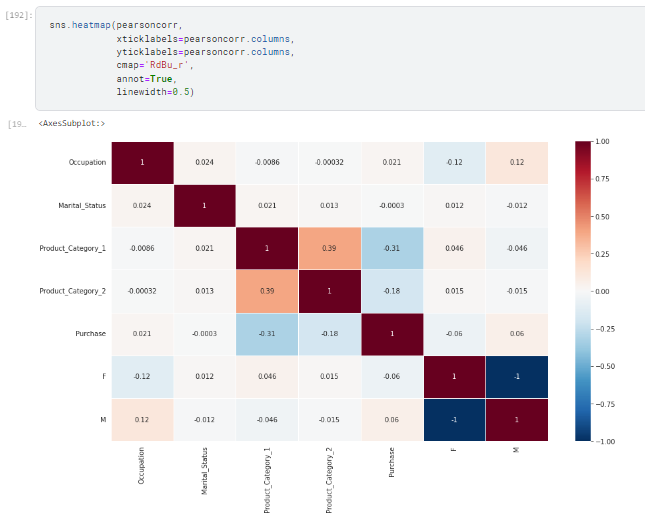 [192]:
sns.heatmap(pearsoncorr,
xticklabels=pearsoncorr.columns,
yticklabels=pearsoncorr.columns,
cmap='RdBu_r',
annot=True,
linewidth=0.5)
[19…
<AxesSubplot:>
Occupation 1 0.024 -0.0086 -0.00032 0.021 -0.12 0.12
Marital_Status 0.024 1 0.021 0.013 -0.0003 0.012 -0.012
Product_Category_1 -0.0086 0.021 1 0.39 -0.31 0.046 -0.046
Product_Category_2 -0.00032 0.013 0.39 1 -0.18 0.015 -0.015
Purchase 0.021 -0.0003 -0.31 -0.18 1 -0.06 0.06
F -0.12 0.012 0.046 0.015 -0.06 1 -1
M 0.12 -0.012 -0.046 -0.015 0.06 -1 1
Occupation
Marital_Status
Product_Category_1
Product_Category_2
Purchase
F
M
1.00
0.75
0.50
0.25
0.00
−0.25
−0.50
−0.75
−1.00